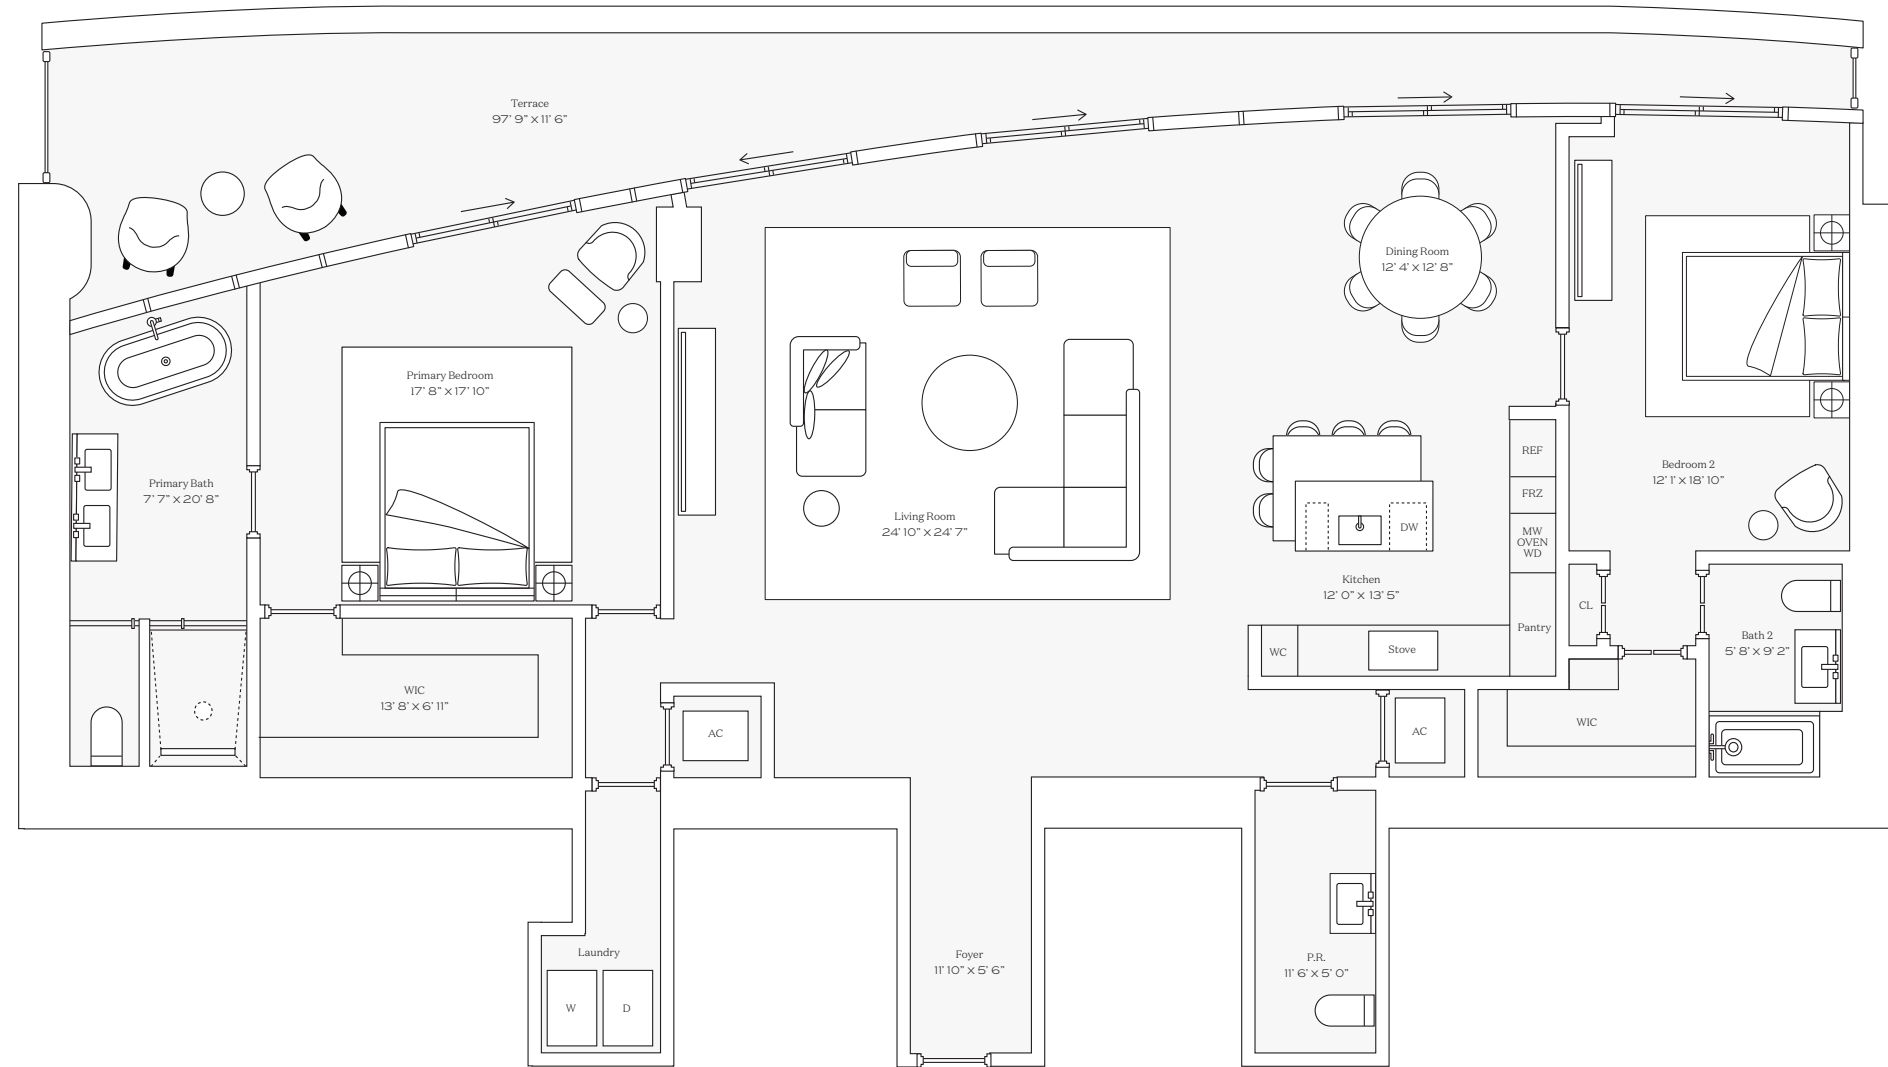 Terrace
97' 9" X 11' 6"
Dining Room
12' 4' X 12' 8"
Primary Bedroom
17' 8" X 17' 10"
REF
Bedroom 2
12' 1' X 18' 10"
Primary Bath
7' 7" X 20' 8"
FRZ
Living Room
24' 10" X 24' 7"
DW
MW
OVEN
WD
Kitchen
12' 0" X 13' 5"
CL
Pantry
Bath 2
5' 8' X 9' 2"
WC
Stove
WIC
13' 8' X 6' 11"
WIC
AC
AC
Laundry
Foyer
11' 10" X 5' 6"
P.R.
11' 6' X 5' 0"
W
D